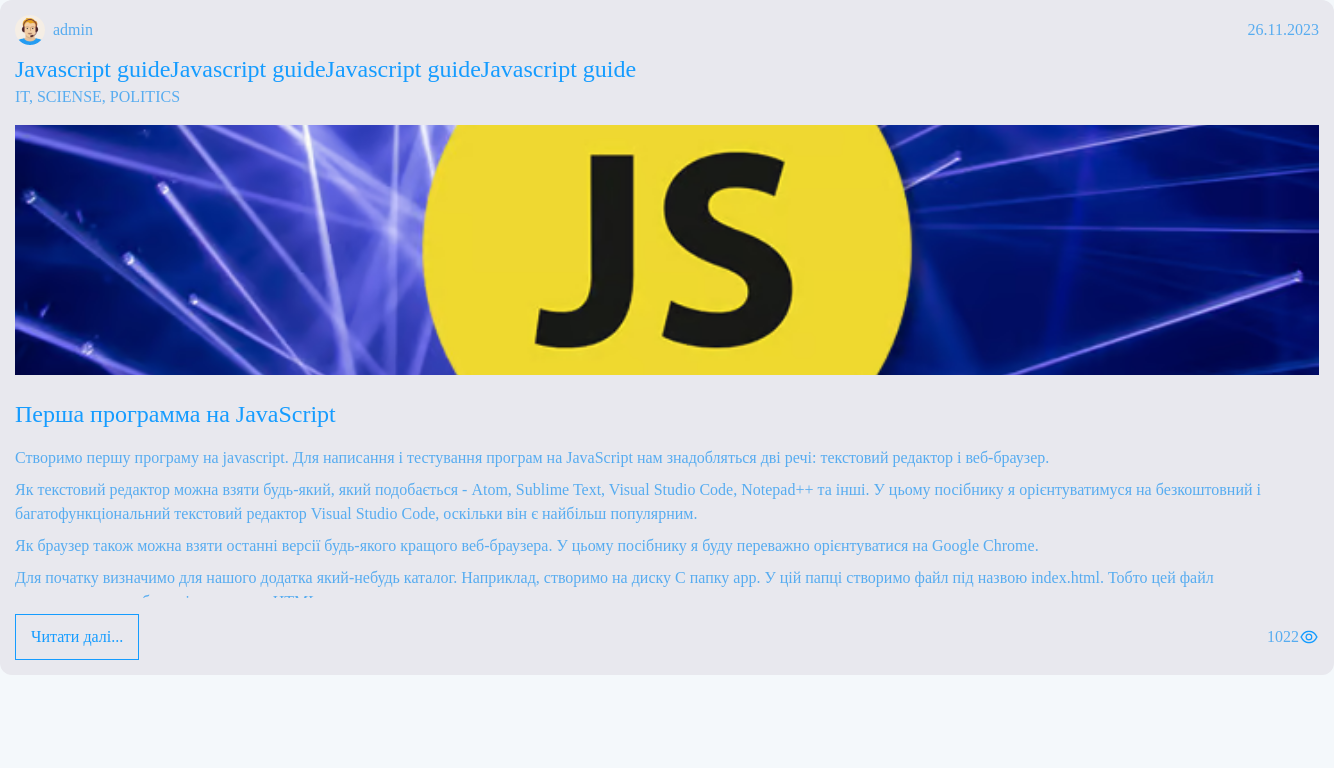 admin
26.11.2023
Javascript guideJavascript guideJavascript guideJavascript guide
IT, SCIENSE, POLITICS
JS
Перша программа на JavaScript
Створимо першу програму на javascript. Для написання і тестування програм на JavaScript нам знадобляться дві речі: текстовий редактор і веб-браузер.
Як текстовий редактор можна взяти будь-який, який подобається - Atom, Sublime Text, Visual Studio Code, Notepad++ та інші. У цьому посібнику я орієнтуватимуся на безкоштовний і
багатофункціональний текстовий редактор Visual Studio Code, оскільки він є найбільш популярним.
Як браузер також можна взяти останні версії будь-якого кращого веб-браузера. У цьому посібнику я буду переважно орієнтуватися на Google Chrome.
Для початку визначимо для нашого додатка який-небудь каталог. Наприклад, створимо на диску C папку app. У цій папці створимо файл під назвою index.html. Тобто цей файл
Читати далі...
1022